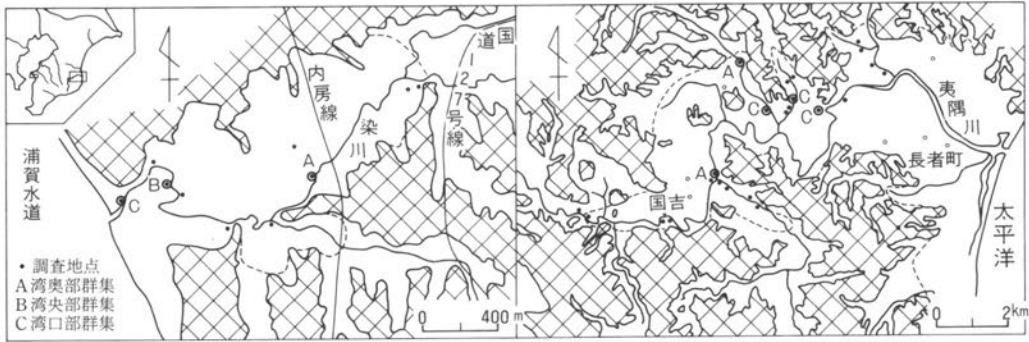 国道127号線
内房線
染川
浦賀水道
A
B
C
• 調査地点
A 湾奥部群集
B 湾央部群集
C 湾口部群集
0 400 m
A
C
C
C
A
夷隅川
長者町
国吉
太平洋
0 2km